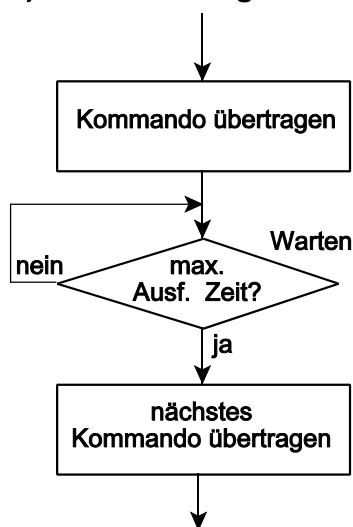 Kommando übertragen
Warten
nein
max.
Ausf. Zeit?
ja
nächstes
Kommando übertragen